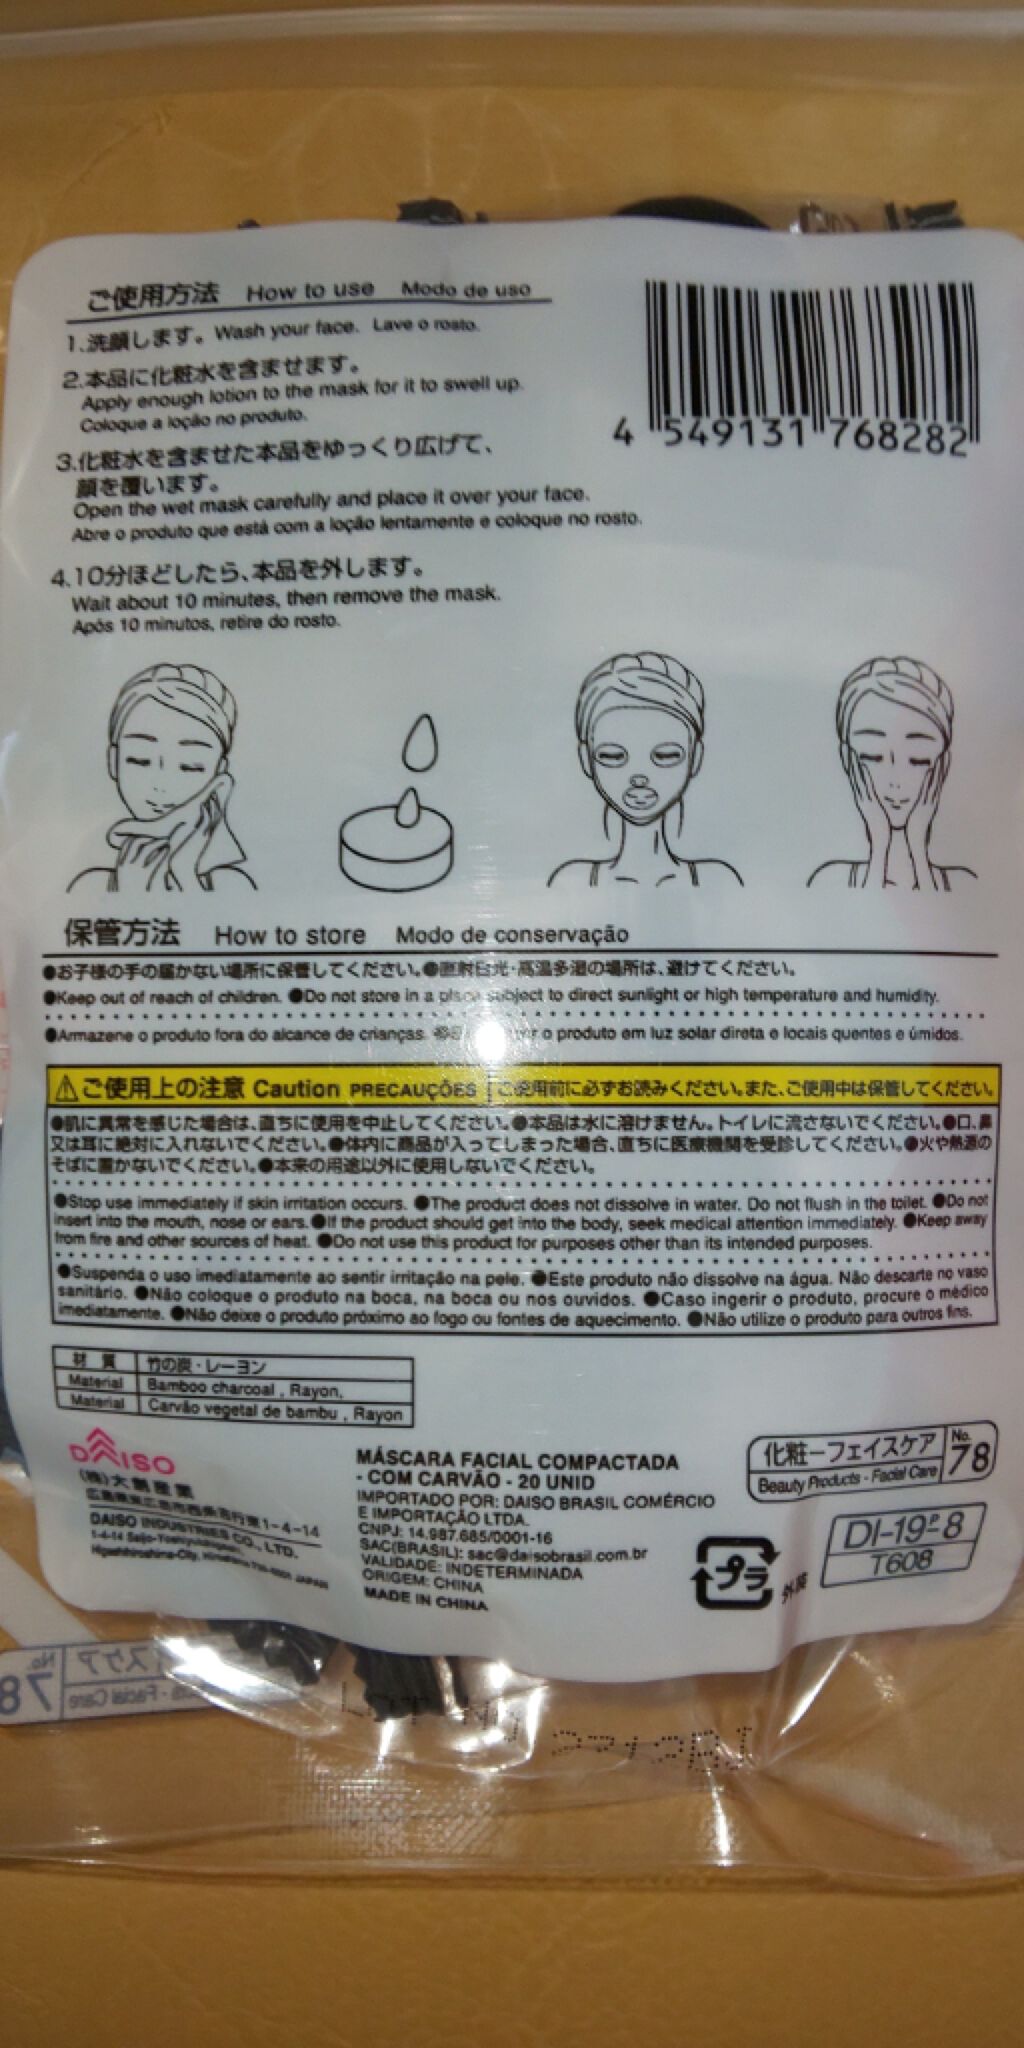 ご使用方法 How to use Modo de uso
1.洗顔します。Wash your face. Lave o rosto.
2.本品に化粧水を含ませます。
Apply enough lotion to the mask for it to swell up.
Coloque a loção no produto.
3.化粧水を含ませた本品をゆっくり広げて、
顔を覆います。
Open the wet mask carefully and place it over your face.
Abre o produto que está com a loção lentamente e coloque no rosto.
4.10分ほどしたら、本品を外します。
Wait about 10 minutes, then remove the mask.
Após 10 minutos, retire do rosto.
4 549131 768282
保管方法 How to store Modo de conservação
●お子様の手の届かない場所に保管してください。●直射日光・高温多湿の場所は、避けてください。
●Keep out of reach of children. ●Do not store in a place subject to direct sunlight or high temperature and humidity.
●Armazene o produto fora do alcance de crianças. o produto em luz solar direta e locais quentes e úmidos.
⚠ご使用上の注意 Caution PRECAUÇÕES ご使用前に必ずお読みください。また、ご使用中は保管してください。
●肌に異常を感じた場合は、直ちに使用を中止してください。●本品は水に溶けません。トイレに流さないでください。●口、鼻
又は耳に絶対に入れないでください。●体内に商品が入ってしまった場合、直ちに医療機関を受診してください。●火や熱源の
そばに置かないでください。●本来の用途以外に使用しないでください。
●Stop use immediately if skin irritation occurs. ●The product does not dissolve in water. Do not flush in the toilet. ●Do not
insert into the mouth, nose or ears. ●If the product should get into the body, seek medical attention immediately. ●Keep away
from fire and other sources of heat. ●Do not use this product for purposes other than its intended purposes.
●Suspenda o uso imediatamente ao sentir irritação na pele. ●Este produto não dissolve na água. Não descarte no vaso
sanitário. ●Não coloque o produto na boca, na boca ou nos ouvidos. ●Caso ingerir o produto, procure o médico
imediatamente. ●Não deixe o produto próximo ao fogo ou fontes de aquecimento. ●Não utilize o produto para outros fins.
材質 竹の炭・レーヨン
Material Bamboo charcoal , Rayon,
Material Carvão vegetal de bambu , Rayon
DAISO
(株)大創産業
広島県東広島市西条吉行東1-4-14
DAISO INDUSTRIES CO., LTD.
1-4-14 Saijo-Yoshiyukihigashi,
Higashihiroshima-City, Hiroshima JAPAN
MÁSCARA FACIAL COMPACTADA
- COM CARVÃO - 20 UNID
IMPORTADO POR: DAISO BRASIL COMÉRCIO
E IMPORTAÇÃO LTDA.
CNPJ: 14.987.685/0001-16
SAC(BRASIL): sac@daisobrasil.com.br
VALIDADE: INDETERMINADA
ORIGEM: CHINA
MADE IN CHINA
化粧-フェイスケア No.78
Beauty Products - Facial Care
プラ 外装
DI-19-P-8
T608